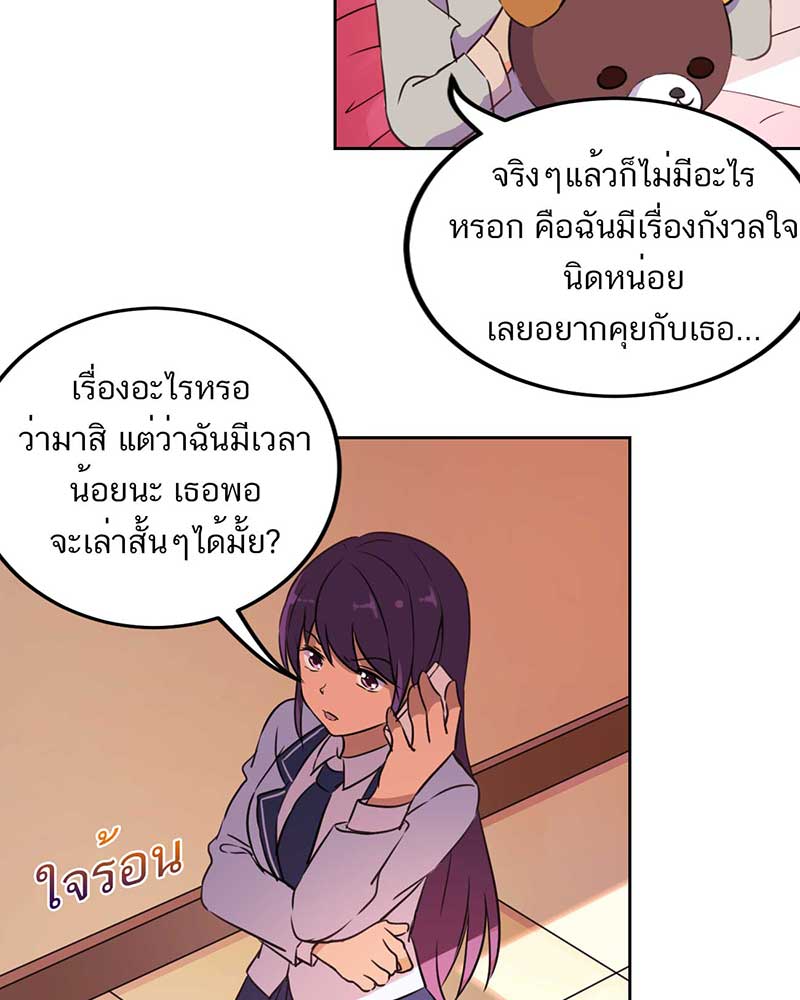 จริงๆแล้วก็ไม่มีอะไร
หรอก คือฉันมีเรื่องกังวลใจ
นิดหน่อย
เลยอยากคุยกับเธอ...
เรื่องอะไรหรอ
ว่ามาสิ แต่ว่าฉันมีเวลา
น้อยนะ เธอพอ
จะเล่าสั้นๆได้มั้ย?
ใจร้อน